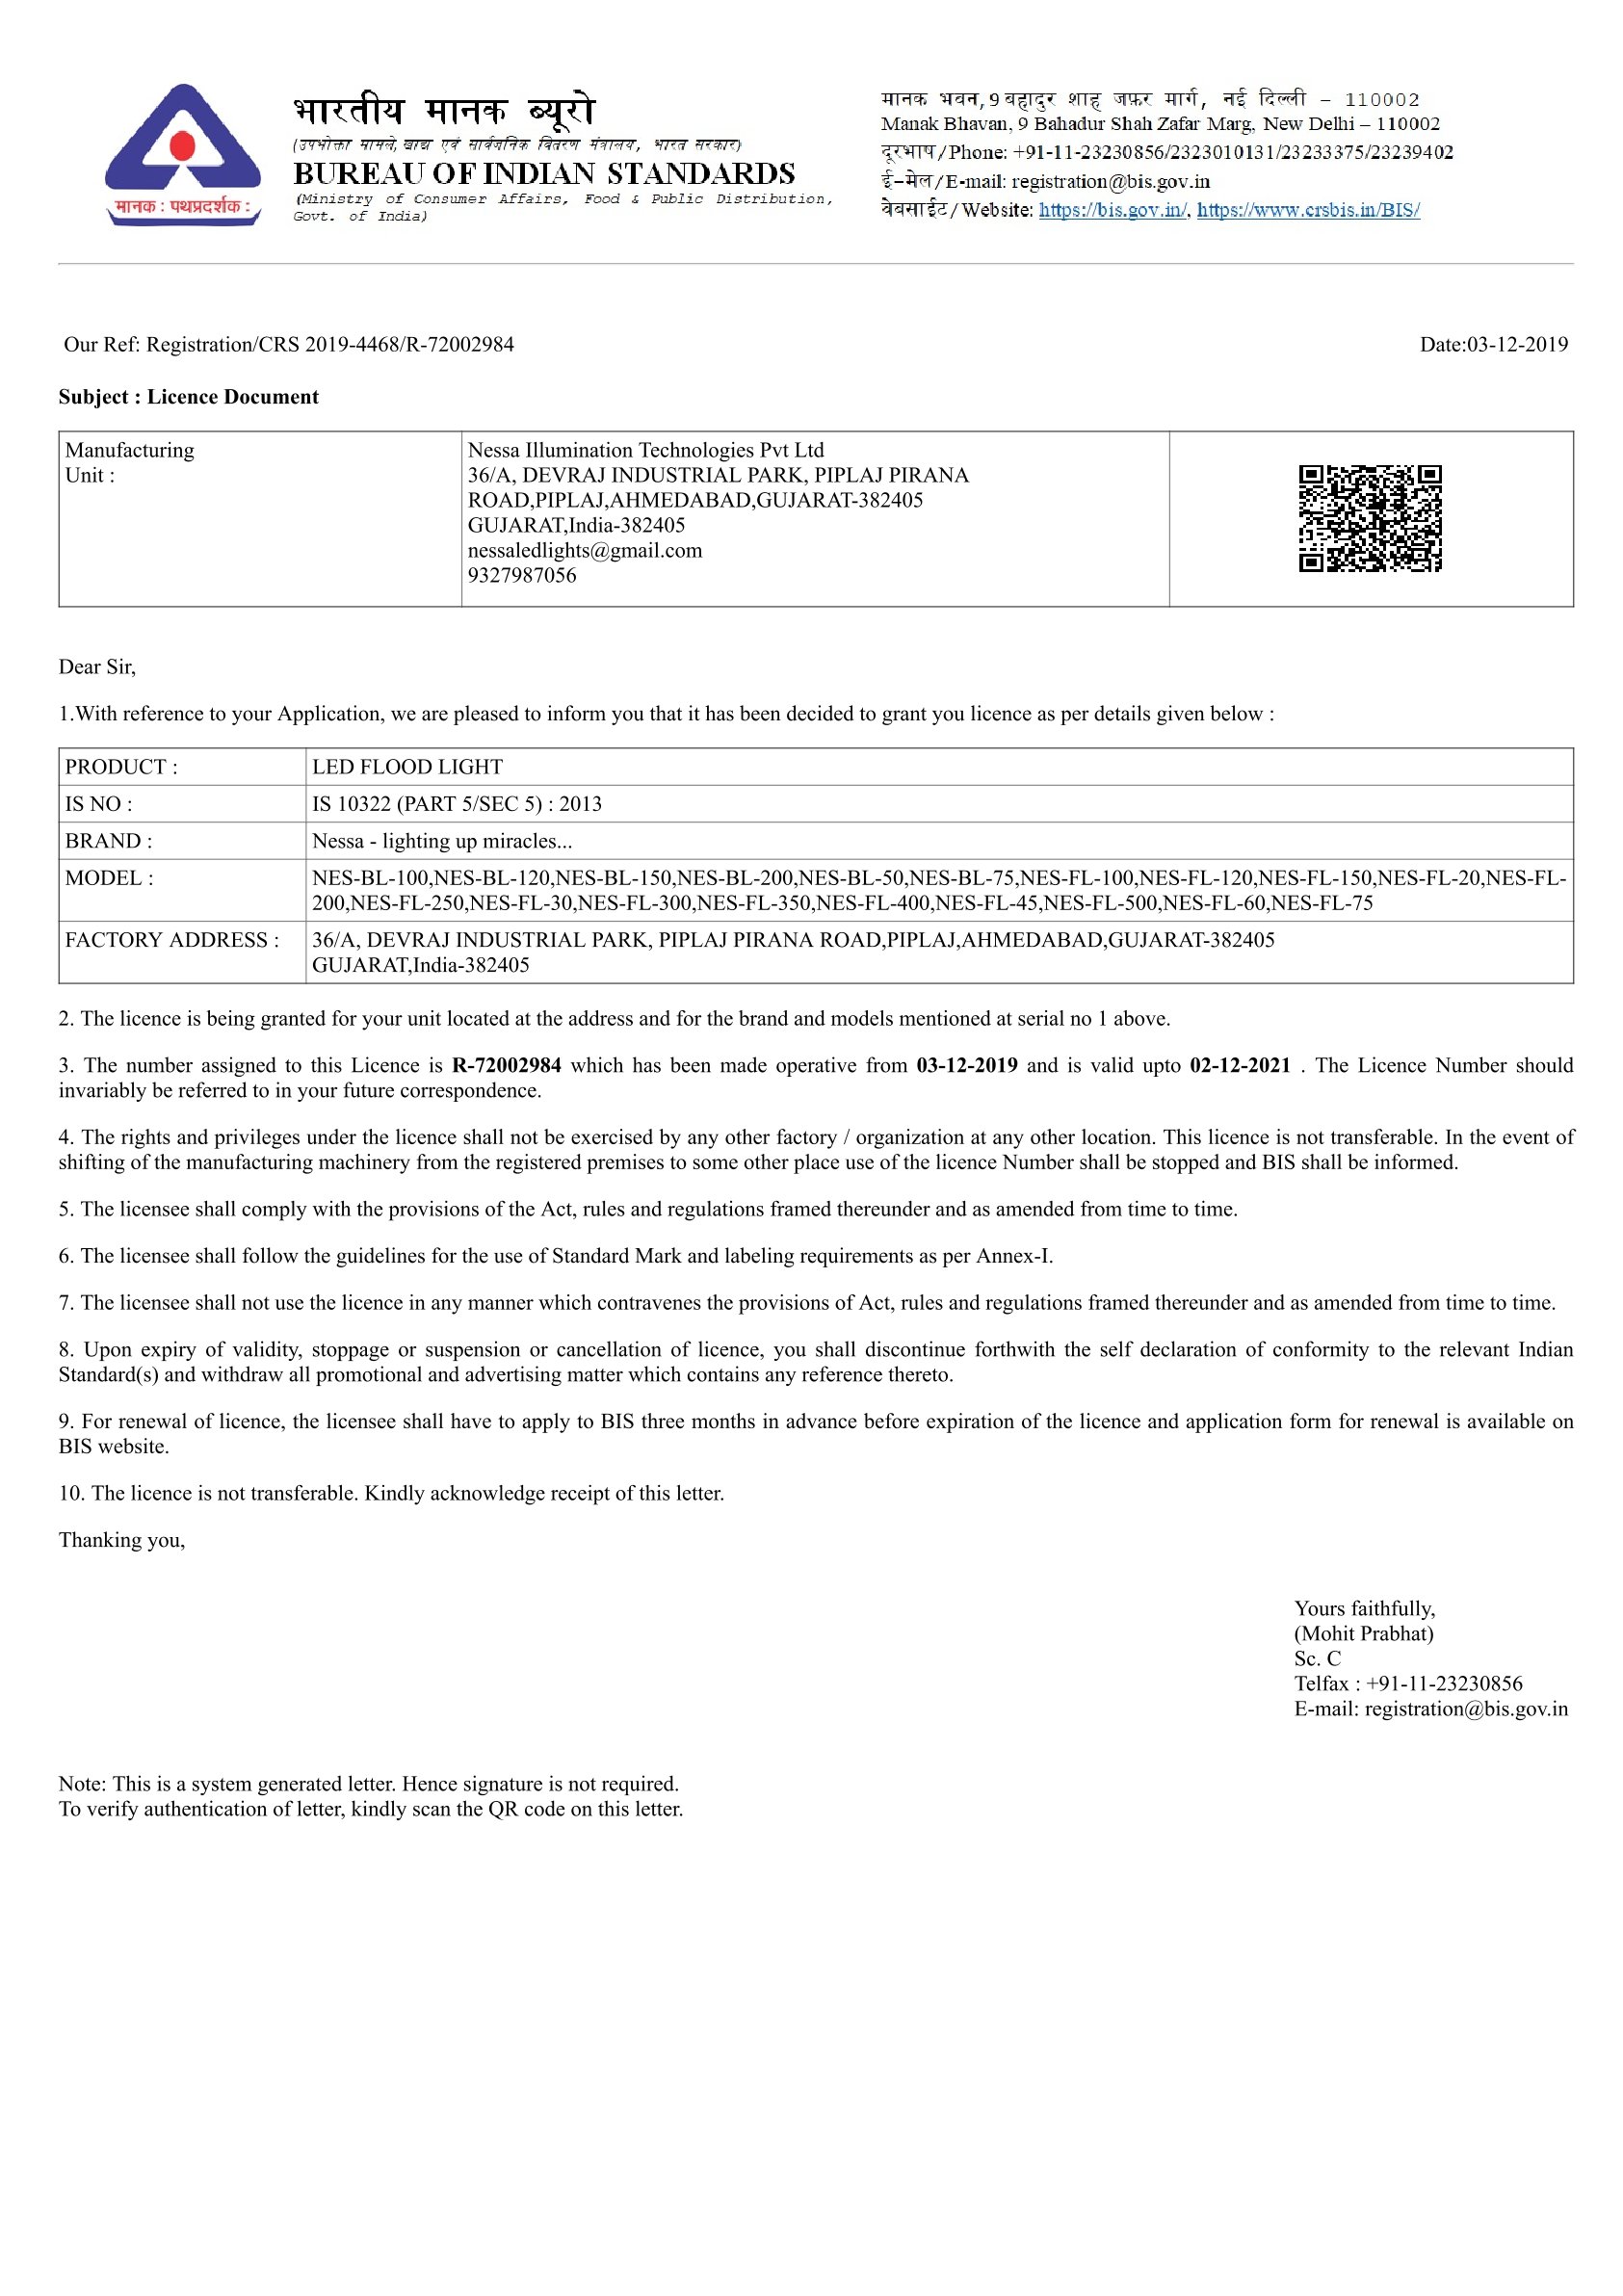 भारतीय मानक ब्यूरो
(उपभोक्ता मामले, खाद्य एवं सार्वजनिक वितरण मंत्रालय, भारत सरकार)
BUREAU OF INDIAN STANDARDS
(Ministry of Consumer Affairs, Food & Public Distribution,
Govt. of India)
मानक : पथप्रदर्शक :
मानक भवन, 9 बहादुर शाह जफ़र मार्ग, नई दिल्ली – 110002
Manak Bhavan, 9 Bahadur Shah Zafar Marg, New Delhi – 110002
दूरभाष/Phone: +91-11-23230856/2323010131/23233375/23239402
ई-मेल/E-mail: registration@bis.gov.in
वेबसाईट/Website: https://bis.gov.in/, https://www.crsbis.in/BIS/
Our Ref: Registration/CRS 2019-4468/R-72002984 Date:03-12-2019
Subject : Licence Document
Manufacturing
Unit :
Nessa Illumination Technologies Pvt Ltd
36/A, DEVRAJ INDUSTRIAL PARK, PIPLAJ PIRANA
ROAD,PIPLAJ,AHMEDABAD,GUJARAT-382405
GUJARAT,India-382405
nessaledlights@gmail.com
9327987056
Dear Sir,
1.With reference to your Application, we are pleased to inform you that it has been decided to grant you licence as per details given below :
PRODUCT : LED FLOOD LIGHT
IS NO : IS 10322 (PART 5/SEC 5) : 2013
BRAND : Nessa - lighting up miracles...
MODEL : NES-BL-100,NES-BL-120,NES-BL-150,NES-BL-200,NES-BL-50,NES-BL-75,NES-FL-100,NES-FL-120,NES-FL-150,NES-FL-20,NES-FL-
200,NES-FL-250,NES-FL-30,NES-FL-300,NES-FL-350,NES-FL-400,NES-FL-45,NES-FL-500,NES-FL-60,NES-FL-75
FACTORY ADDRESS : 36/A, DEVRAJ INDUSTRIAL PARK, PIPLAJ PIRANA ROAD,PIPLAJ,AHMEDABAD,GUJARAT-382405
GUJARAT,India-382405
2. The licence is being granted for your unit located at the address and for the brand and models mentioned at serial no 1 above.
3. The number assigned to this Licence is R-72002984 which has been made operative from 03-12-2019 and is valid upto 02-12-2021 . The Licence Number should
invariably be referred to in your future correspondence.
4. The rights and privileges under the licence shall not be exercised by any other factory / organization at any other location. This licence is not transferable. In the event of
shifting of the manufacturing machinery from the registered premises to some other place use of the licence Number shall be stopped and BIS shall be informed.
5. The licensee shall comply with the provisions of the Act, rules and regulations framed thereunder and as amended from time to time.
6. The licensee shall follow the guidelines for the use of Standard Mark and labeling requirements as per Annex-I.
7. The licensee shall not use the licence in any manner which contravenes the provisions of Act, rules and regulations framed thereunder and as amended from time to time.
8. Upon expiry of validity, stoppage or suspension or cancellation of licence, you shall discontinue forthwith the self declaration of conformity to the relevant Indian
Standard(s) and withdraw all promotional and advertising matter which contains any reference thereto.
9. For renewal of licence, the licensee shall have to apply to BIS three months in advance before expiration of the licence and application form for renewal is available on
BIS website.
10. The licence is not transferable. Kindly acknowledge receipt of this letter.
Thanking you,
Yours faithfully,
(Mohit Prabhat)
Sc. C
Telfax : +91-11-23230856
E-mail: registration@bis.gov.in
Note: This is a system generated letter. Hence signature is not required.
To verify authentication of letter, kindly scan the QR code on this letter.